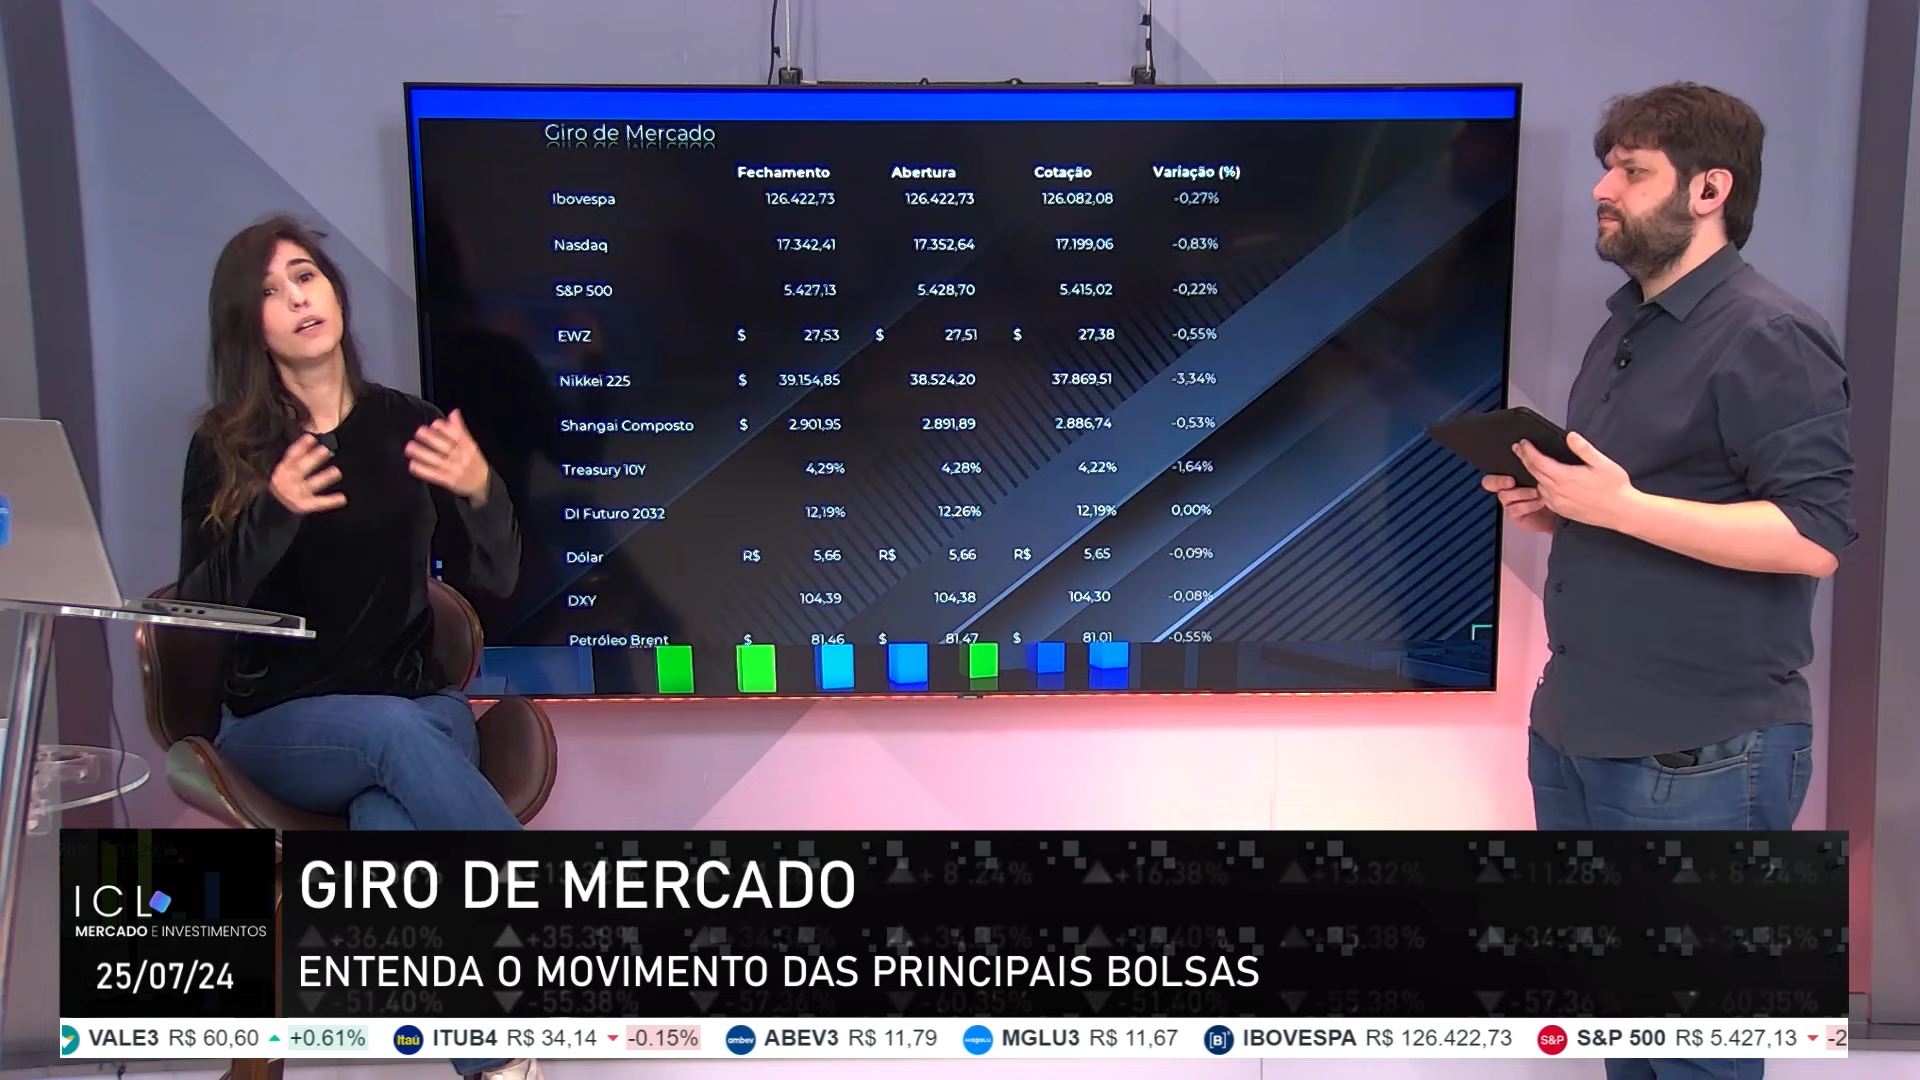 Giro de Mercado
Fechamento Abertura Cotação Variação (%)
Ibovespa 126.422,73 126.422,73 126.082,08 -0,27%
Nasdaq 17.342,41 17.352,64 17.199,06 -0,83%
S&P 500 5.427,13 5.428,70 5.415,02 -0,22%
EWZ $ 27,53 $ 27,51 $ 27,38 -0,55%
Nikkei 225 $ 39.154,85 38.524,20 37.869,51 -3,34%
Shangai Composto $ 2.901,95 2.891,89 2.886,74 -0,53%
Treasury 10Y 4,29% 4,28% 4,22% -1,64%
DI Futuro 2032 12,19% 12,26% 12,19% 0,00%
Dólar R$ 5,66 R$ 5,66 R$ 5,65 -0,09%
DXY 104,39 104,38 104,30 -0,08%
Petróleo Brent $ 81,46 $ 81,47 $ 81,01 -0,55%
ICL
MERCADO E INVESTIMENTOS
25/07/24
GIRO DE MERCADO
+36.40% +35.38%
ENTENDA O MOVIMENTO DAS PRINCIPAIS BOLSAS
VALE3 R$ 60,60 +0.61% Itaú ITUB4 R$ 34,14 -0.15% ambev ABEV3 R$ 11,79 MGLU3 R$ 11,67 [B]³ IBOVESPA R$ 126.422,73 S&P S&P 500 R$ 5.427,13 -2